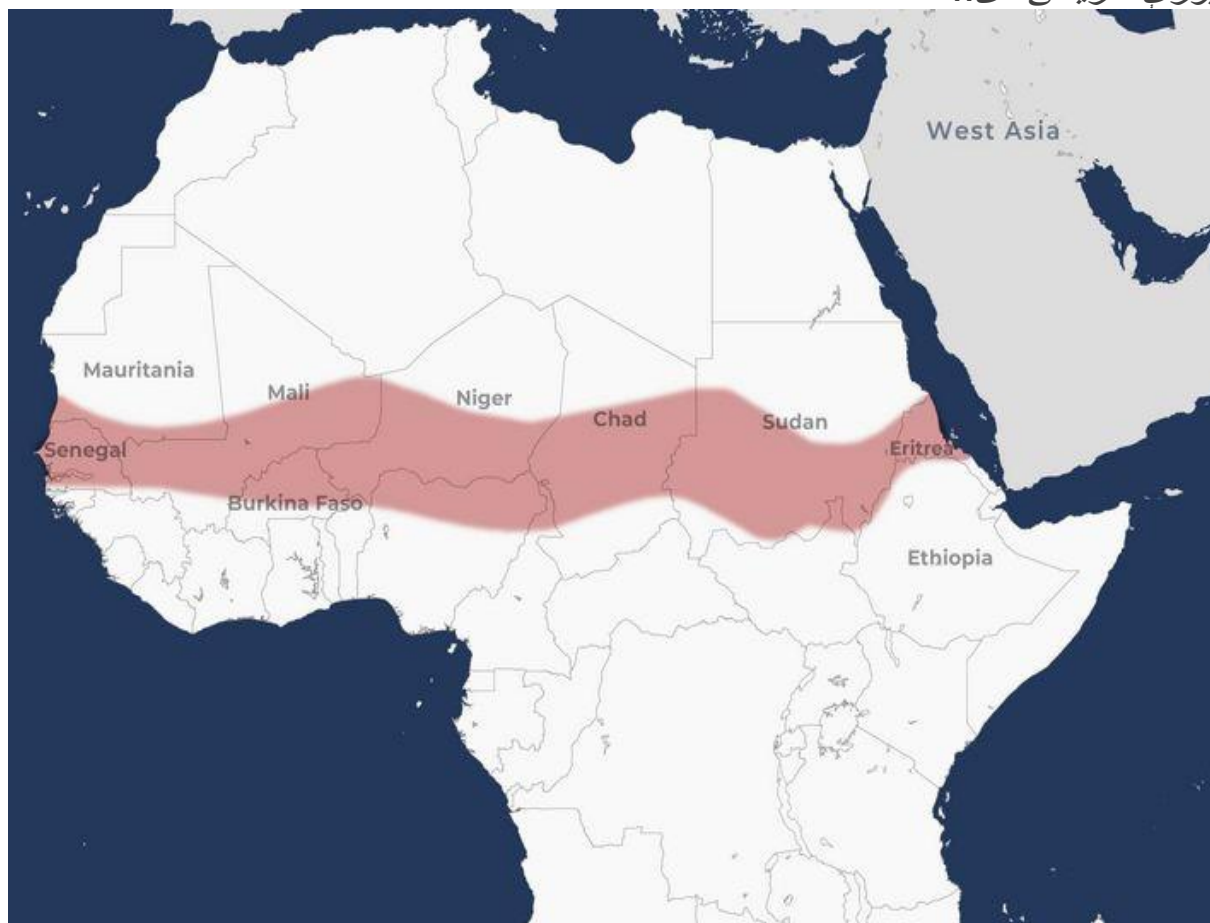 West Asia
Mauritania
Mali
Niger
Chad
Sudan
Senegal
Eritrea
Burkina Faso
Ethiopia